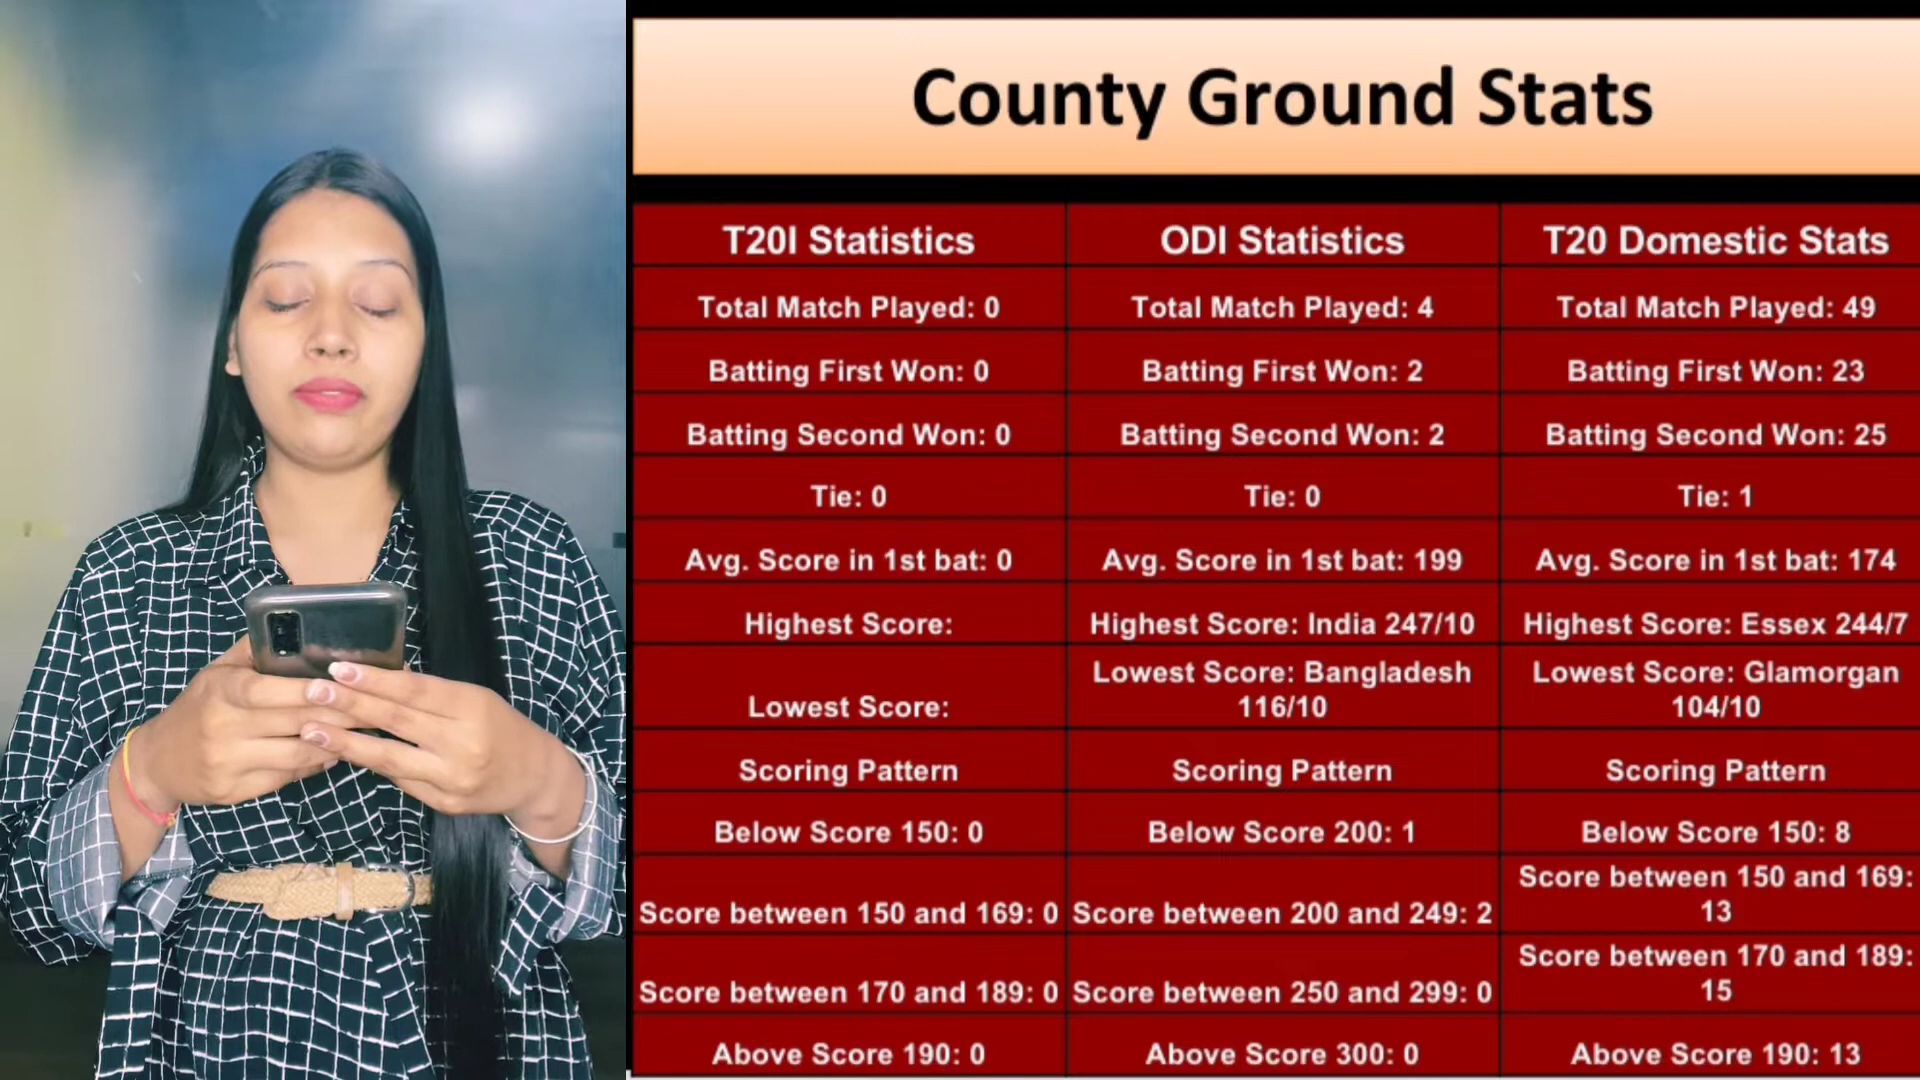 County Ground Stats
T20I Statistics
ODI Statistics
T20 Domestic Stats
Total Match Played: 0
Total Match Played: 4
Total Match Played: 49
Batting First Won: 0
Batting First Won: 2
Batting First Won: 23
Batting Second Won: 0
Batting Second Won: 2
Batting Second Won: 25
Tie: 0
Tie: 0
Tie: 1
Avg. Score in 1st bat: 0
Avg. Score in 1st bat: 199
Avg. Score in 1st bat: 174
Highest Score:
Highest Score: India 247/10
Highest Score: Essex 244/7
Lowest Score:
Lowest Score: Bangladesh
116/10
Lowest Score: Glamorgan
104/10
Scoring Pattern
Scoring Pattern
Scoring Pattern
Below Score 150: 0
Below Score 200: 1
Below Score 150: 8
Score between 150 and 169: 0
Score between 200 and 249: 2
Score between 150 and 169:
13
Score between 170 and 189: 0
Score between 250 and 299: 0
Score between 170 and 189:
15
Above Score 190: 0
Above Score 300: 0
Above Score 190: 13